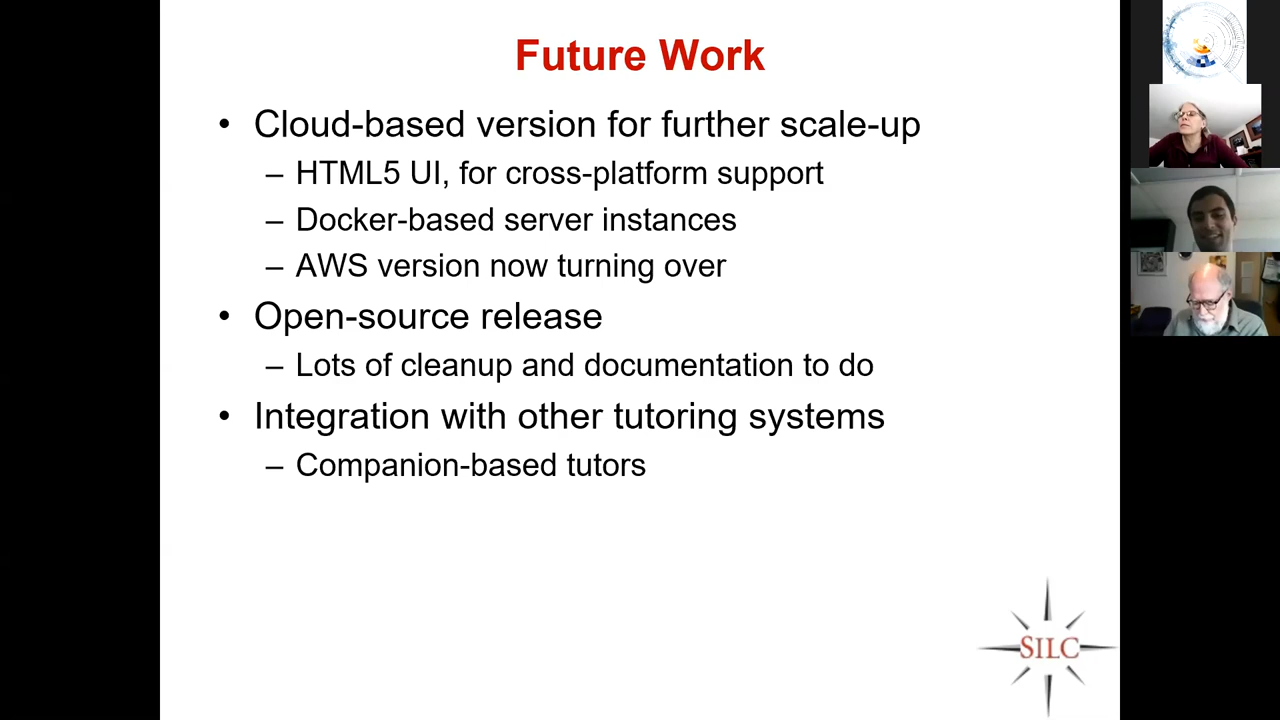 Future Work
• Cloud-based version for further scale-up
– HTML5 UI, for cross-platform support
– Docker-based server instances
– AWS version now turning over
• Open-source release
– Lots of cleanup and documentation to do
• Integration with other tutoring systems
– Companion-based tutors
SILC